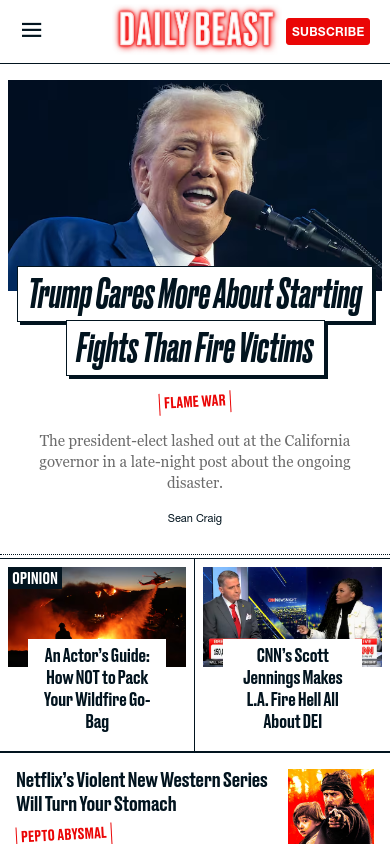 DAILY BEAST
SUBSCRIBE
Trump Cares More About Starting
Fights Than Fire Victims
FLAME WAR
The president-elect lashed out at the California
governor in a late-night post about the ongoing
disaster.
Sean Craig
OPINION
An Actor's Guide:
How NOT to Pack
Your Wildfire Go-
Bag
CNN's Scott
Jennings Makes
L.A. Fire Hell All
About DEI
Netflix's Violent New Western Series
Will Turn Your Stomach
PEPTO ABYSMAL